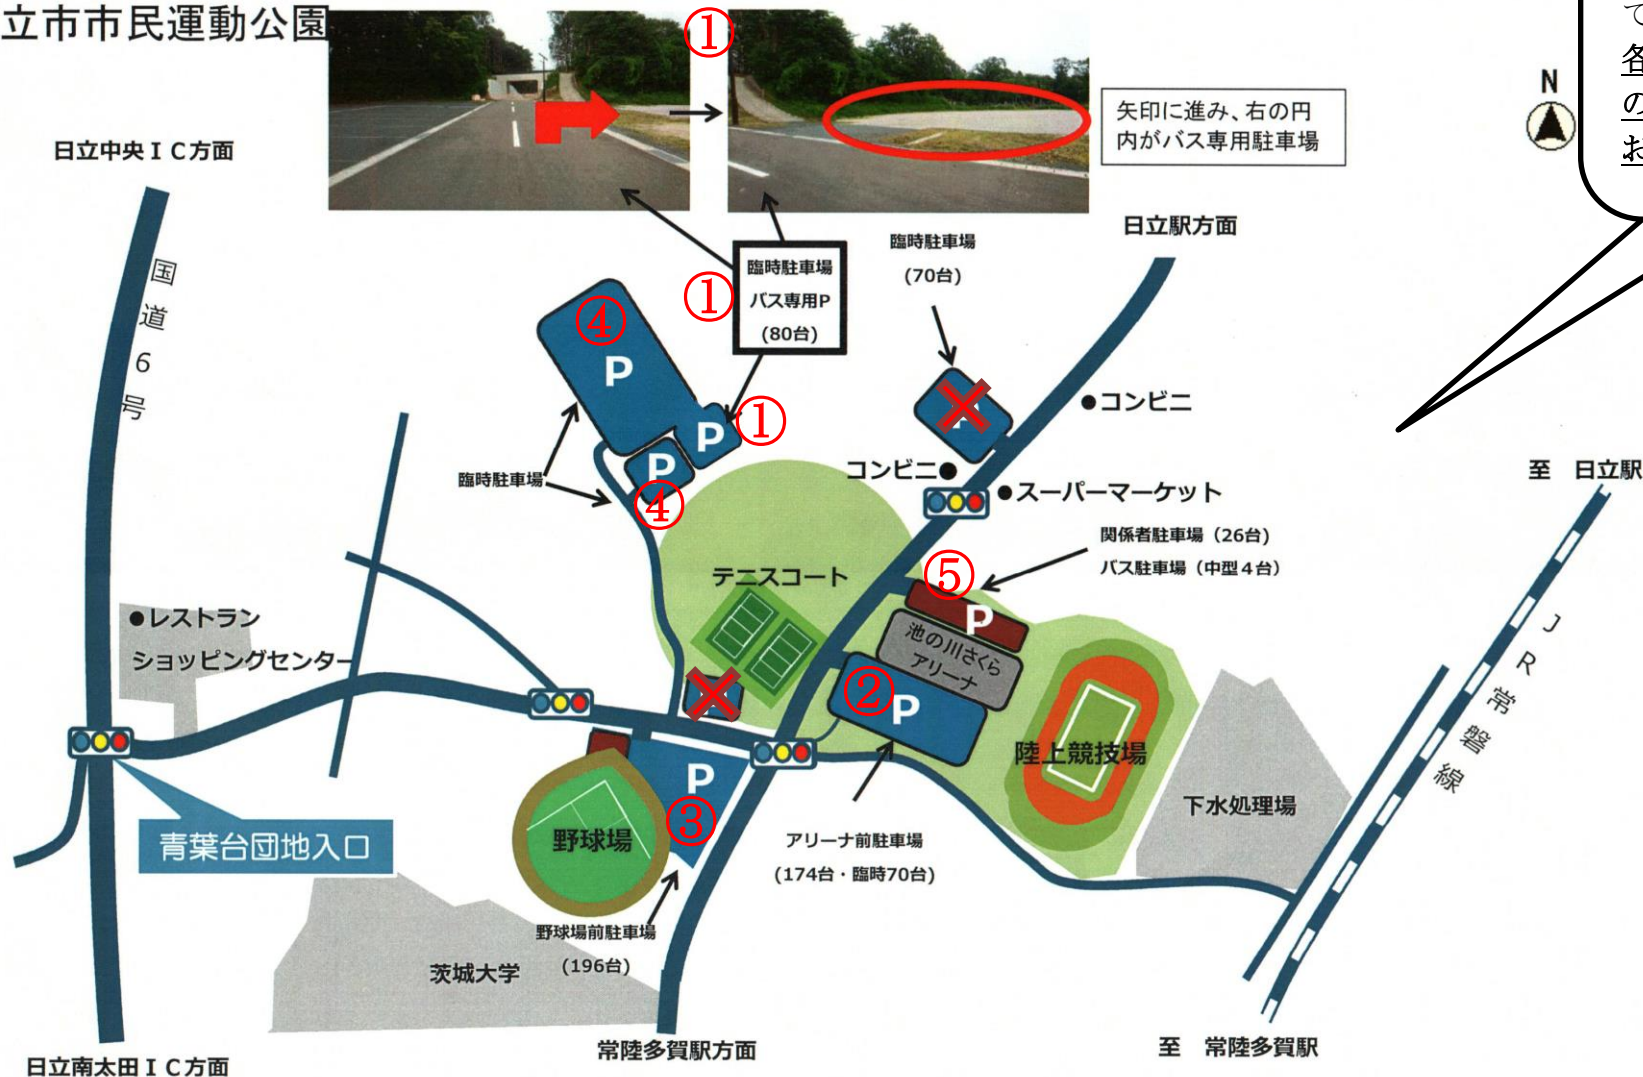 立市市民運動公園
①
て
各
の
お
矢印に進み、右の円
内がバス専用駐車場
N
日立中央ＩＣ方面
国道6号
日立駅方面
臨時駐車場
(70台)
①
臨時駐車場
バス専用P
(80台)
④
P
P
①
P
④
臨時駐車場
●コンビニ
コンビニ●
●スーパーマーケット
至　日立駅
関係者駐車場（26台）
バス駐車場（中型４台）
⑤
P
テニスコート
池の川さくら
アリーナ
●レストラン
ショッピングセンター
②
P
陸上競技場
JR常磐線
下水処理場
P
③
野球場
青葉台団地入口
アリーナ前駐車場
(174台・臨時70台)
野球場前駐車場
(196台)
茨城大学
常陸多賀駅方面
至　常陸多賀駅
日立南太田ＩＣ方面